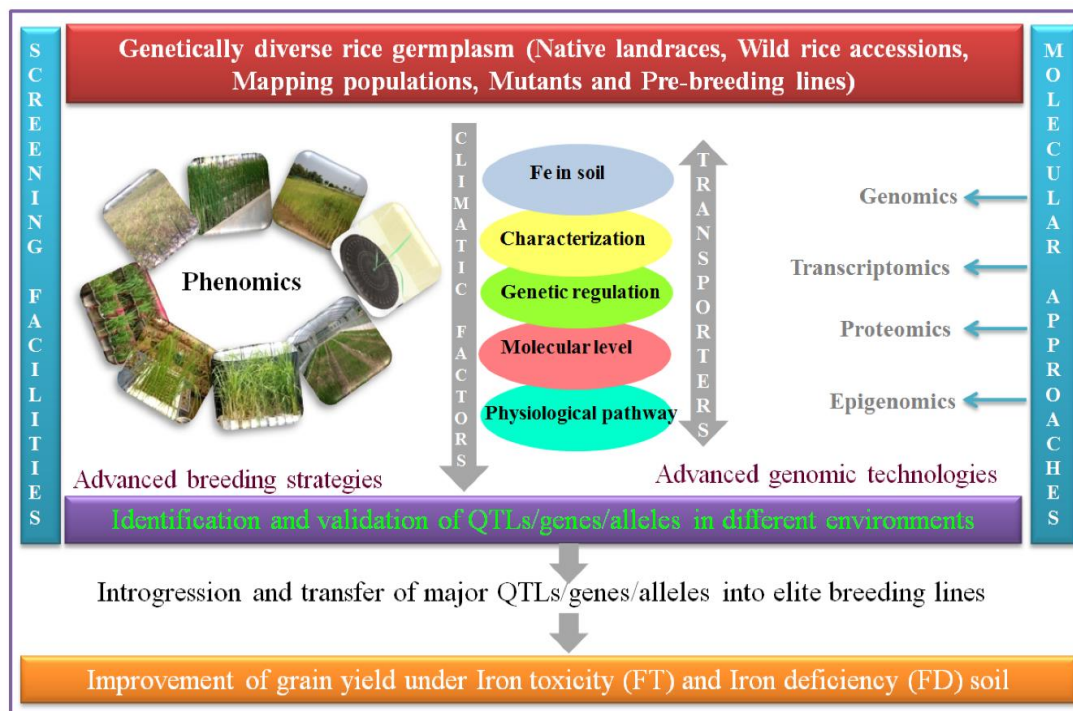 Genetically diverse rice germplasm (Native landraces, Wild rice accessions,
Mapping populations, Mutants and Pre-breeding lines)
SCREENING FACILITIES
Phenomics
CLIMATIC FACTORS
Fe in soil
Characterization
Genetic regulation
Molecular level
Physiological pathway
TRANSPORTERS
Genomics
Transcriptomics
Proteomics
Epigenomics
MOLECULAR APPROACHES
Advanced breeding strategies
Advanced genomic technologies
Identification and validation of QTLs/genes/alleles in different environments
Introgression and transfer of major QTLs/genes/alleles into elite breeding lines
Improvement of grain yield under Iron toxicity (FT) and Iron deficiency (FD) soil